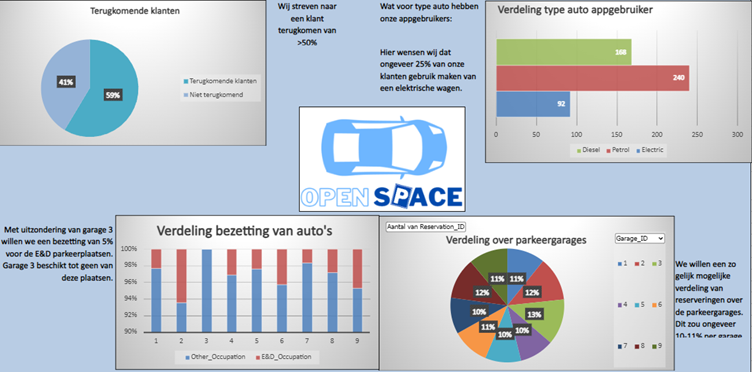 Terugkomende klanten
41%
59%
Terugkomende klanten
Niet terugkomend
Wij streven naar
een klant
terugkomen van
>50%
Wat voor type auto hebben
onze appgebruikers:
Hier wensen wij dat
ongeveer 25% van onze
klanten gebruik maken van
een elektrische wagen.
Verdeling type auto appgebruiker
168
240
92
0 50 100 150 200 250 300
Diesel Petrol Electric
OPEN SPACE
Met uitzondering van garage 3
willen we een bezetting van 5%
voor de E&D parkeerplaatsen.
Garage 3 beschikt tot geen van
deze plaatsen.
Verdeling bezetting van auto's
100%
98%
96%
94%
92%
90%
1 2 3 4 5 6 7 8 9
Other_Occupation E&D_Occupation
Aantal van Reservation_ID
Verdeling over parkeergarages
11% 11%
12% 12%
10% 13%
11% 10% 10%
Garage_ID
1 2 3
4 5 6
7 8 9
We willen een zo
gelijk mogelijke
verdeling van
reserveringen over
de parkeergarages.
Dit zou ongeveer
10-11% per garage